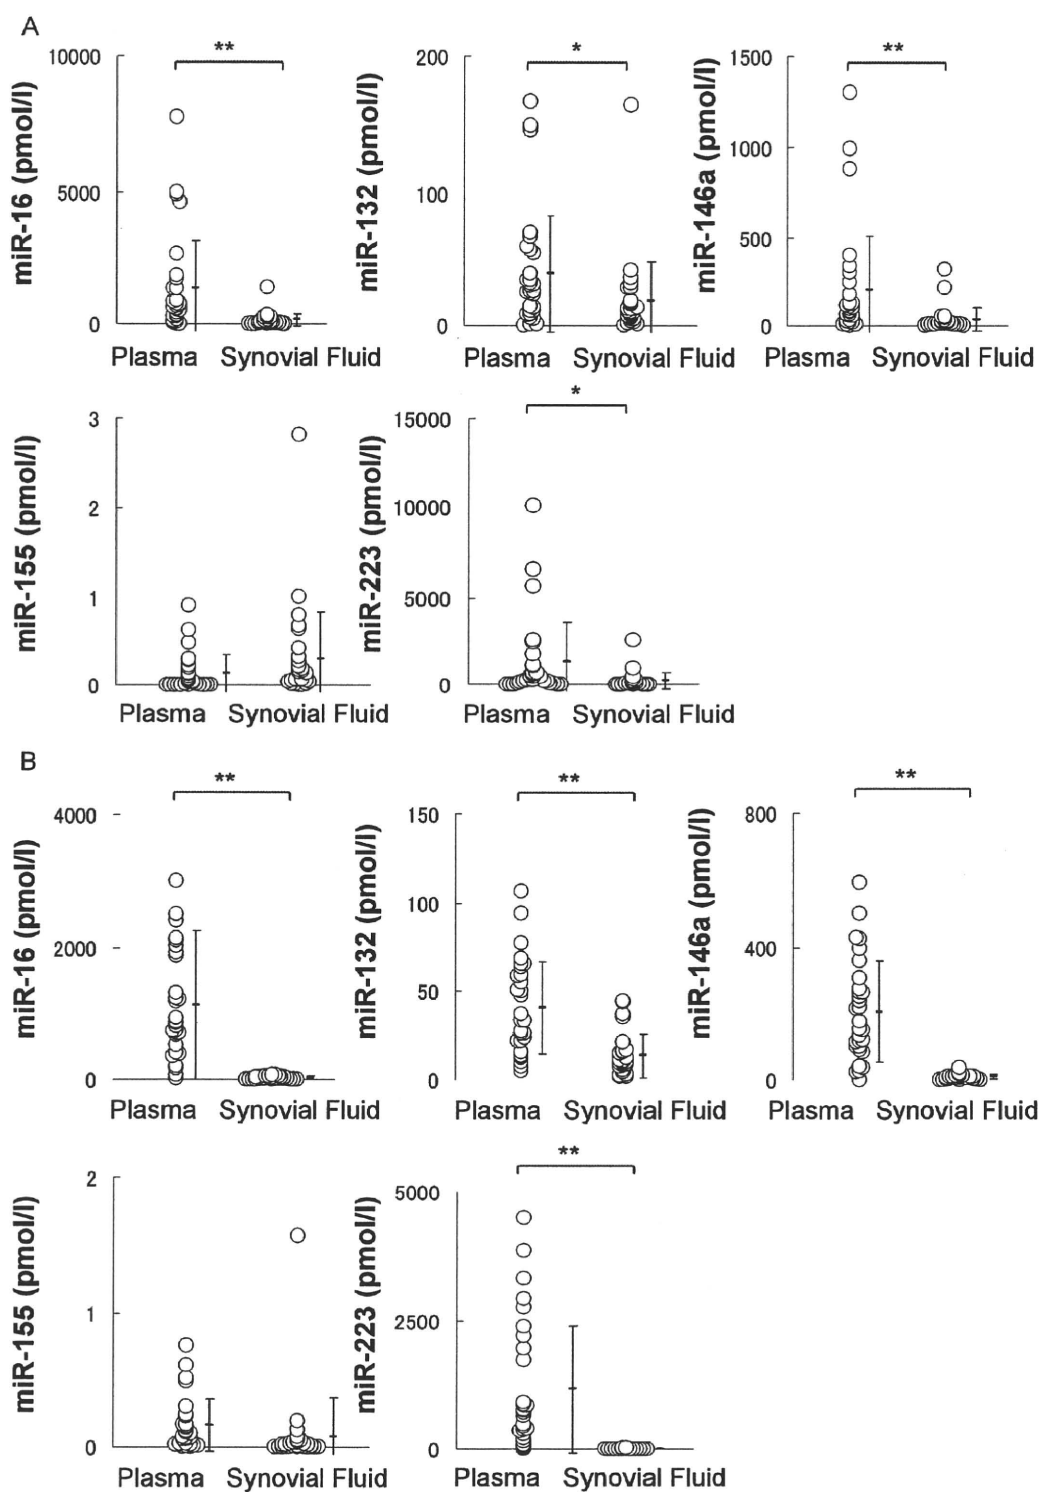 A
** * **
miR-16 (pmol/l)
10000
5000
0
Plasma Synovial Fluid
miR-132 (pmol/l)
200
100
0
Plasma Synovial Fluid
miR-146a (pmol/l)
1500
1000
500
0
Plasma Synovial Fluid
miR-155 (pmol/l)
3
2
1
0
Plasma Synovial Fluid
*
miR-223 (pmol/l)
15000
10000
5000
0
Plasma Synovial Fluid
B
** ** **
miR-16 (pmol/l)
4000
2000
0
Plasma Synovial Fluid
miR-132 (pmol/l)
150
100
50
0
Plasma Synovial Fluid
miR-146a (pmol/l)
800
400
0
Plasma Synovial Fluid
miR-155 (pmol/l)
2
1
0
Plasma Synovial Fluid
**
miR-223 (pmol/l)
5000
2500
0
Plasma Synovial Fluid